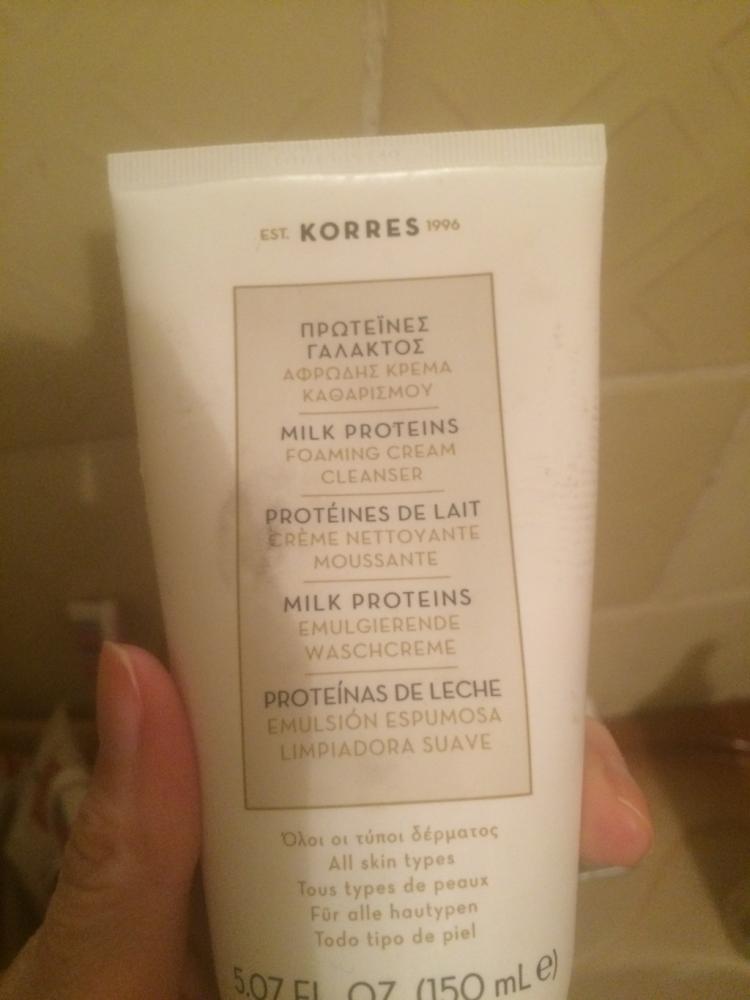 EST. KORRES 1996
ΠΡΩΤΕΪΝΕΣ
ΓΑΛΑΚΤΟΣ
ΑΦΡΩΔΗΣ ΚΡΕΜΑ
ΚΑΘΑΡΙΣΜΟΥ
MILK PROTEINS
FOAMING CREAM
CLEANSER
PROTÉINES DE LAIT
CRÈME NETTOYANTE
MOUSSANTE
MILK PROTEINS
EMULGIERENDE
WASCHCREME
PROTEÍNAS DE LECHE
EMULSIÓN ESPUMOSA
LIMPIADORA SUAVE
Όλοι οι τύποι δέρματος
All skin types
Tous types de peaux
Für alle hautypen
Todo tipo de piel
5.07 FL. OZ. (150 mL e)